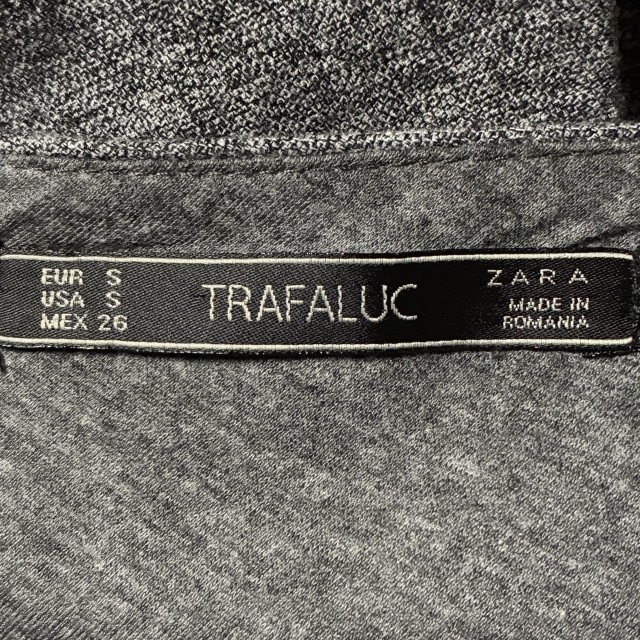 EUR S
USA S
MEX 26
TRAFALUC
ZARA
MADE IN
ROMANIA